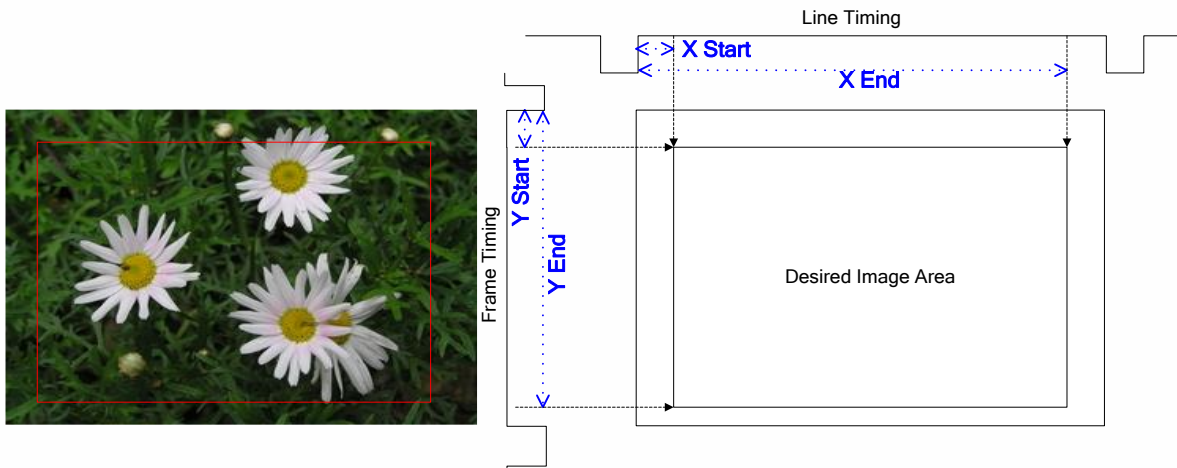 Line Timing
X Start
X End
Y Start
Y End
Frame Timing
Desired Image Area